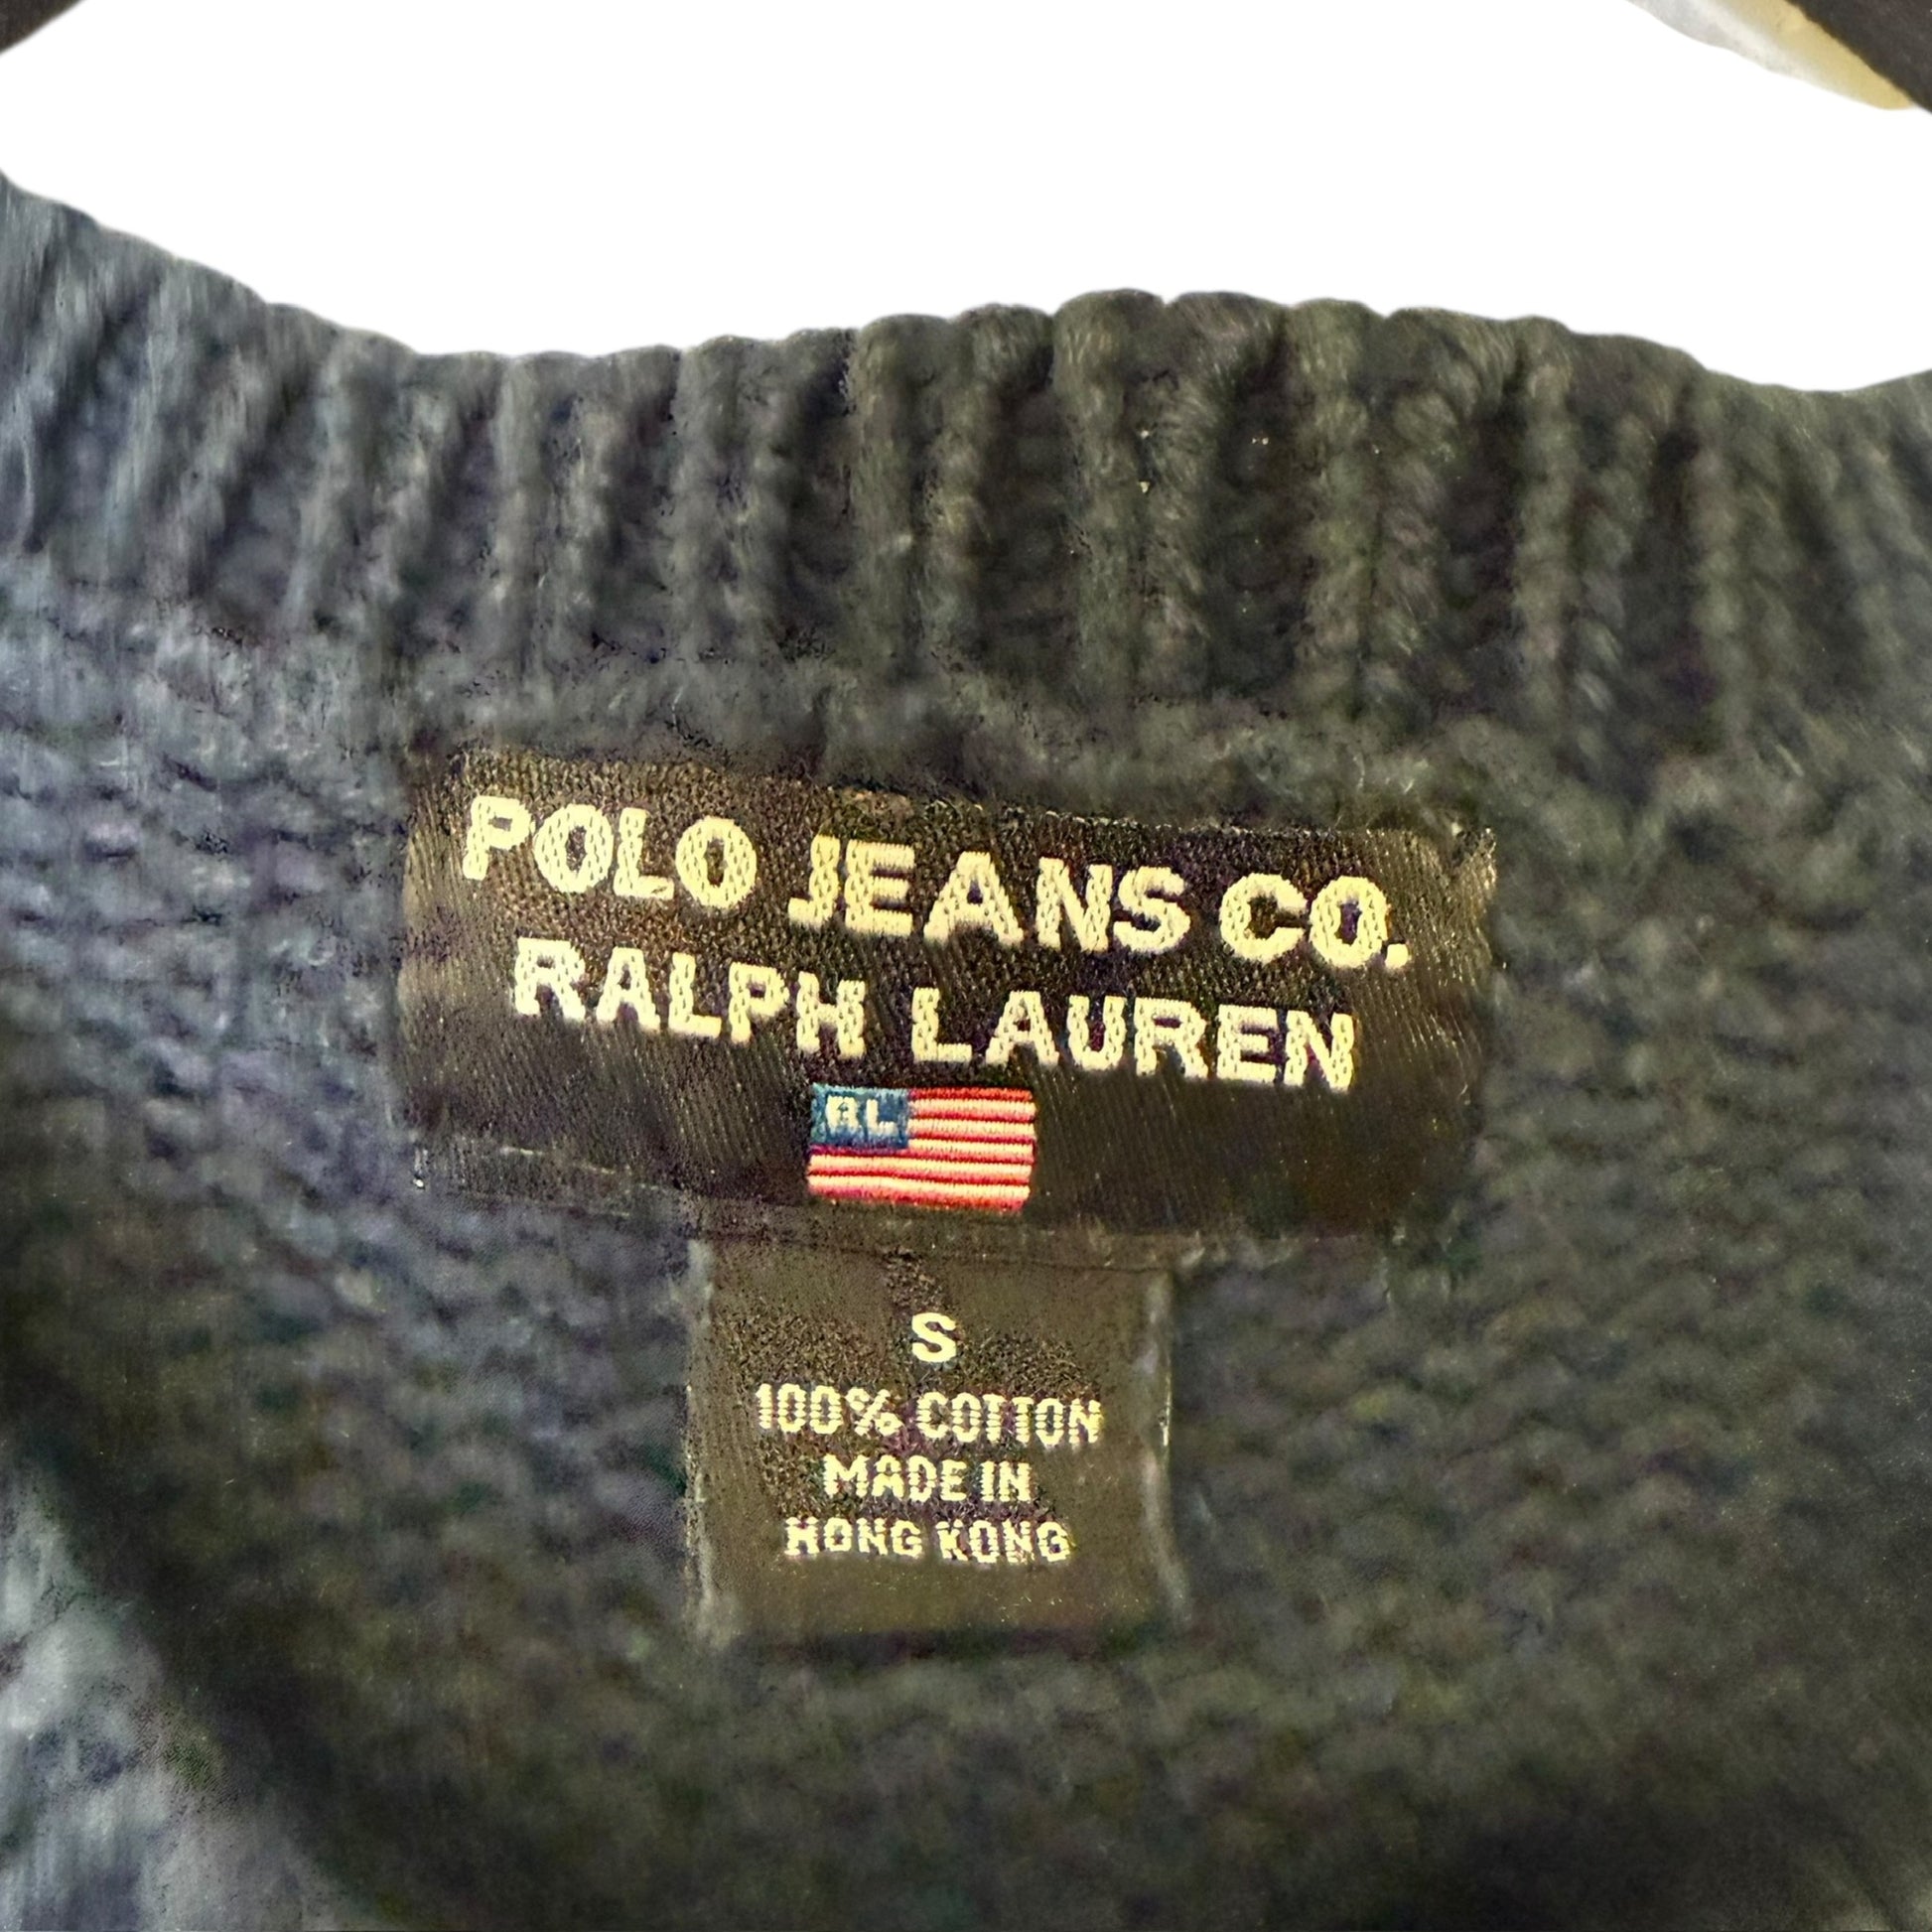 POLO JEANS CO.
RALPH LAUREN
RL
S
100% COTTON
MADE IN
HONG KONG